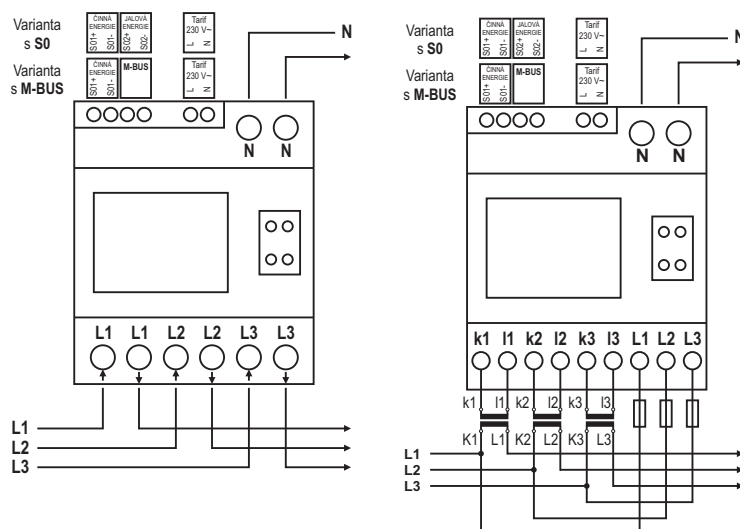 Varianta
s S0
ČINNÁ ENERGIE
S01+ S01-
JALOVÁ ENERGIE
S02+ S02-
Tarif
230 V~
L N
N
Varianta
s M-BUS
ČINNÁ ENERGIE
S01+ S01-
M-BUS
Tarif
230 V~
L N
N N
L1 L1 L2 L2 L3 L3
L1
L2
L3
Varianta
s S0
ČINNÁ ENERGIE
S01+ S01-
JALOVÁ ENERGIE
S02+ S02-
Tarif
230 V~
L N
N
Varianta
s M-BUS
ČINNÁ ENERGIE
S01+ S01-
M-BUS
Tarif
230 V~
L N
N N
k1 l1 k2 l2 k3 l3 L1 L2 L3
k1 l1 k2 l2 k3 l3
K1 L1 K2 L2 K3 L3
L1
L2
L3